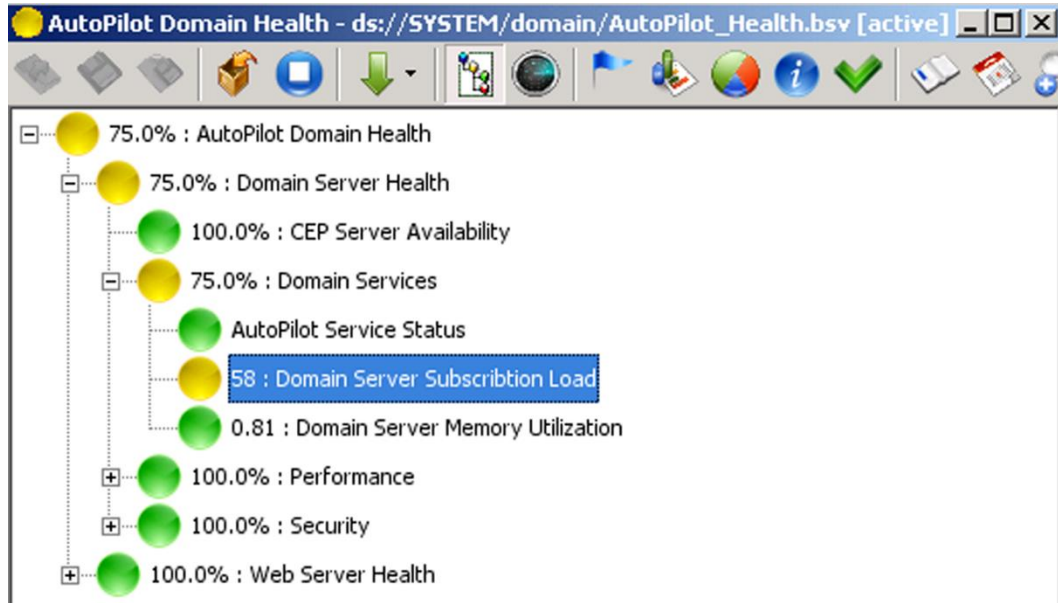 AutoPilot Domain Health - ds://SYSTEM/domain/AutoPilot_Health.bsv [active]
75.0% : AutoPilot Domain Health
75.0% : Domain Server Health
100.0% : CEP Server Availability
75.0% : Domain Services
AutoPilot Service Status
58 : Domain Server Subscribtion Load
0.81 : Domain Server Memory Utilization
100.0% : Performance
100.0% : Security
100.0% : Web Server Health